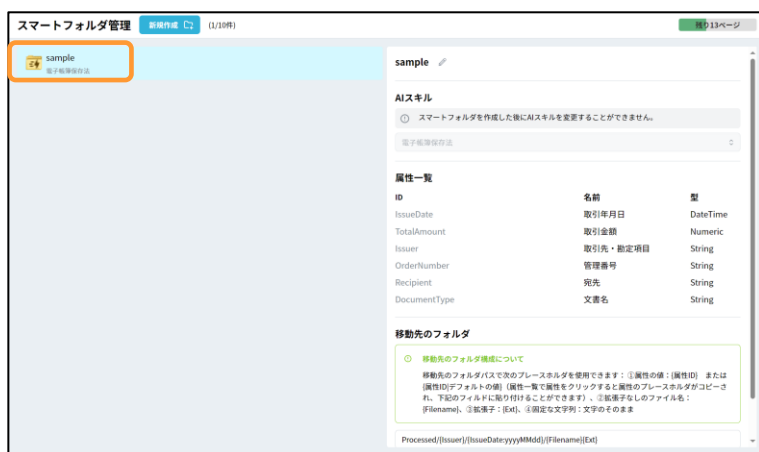 スマートフォルダ管理 新規作成 (1/10件) 残り13ページ
sample
電子帳簿保存法
sample
AIスキル
スマートフォルダを作成した後にAIスキルを変更することができません。
電子帳簿保存法
属性一覧
ID 名前 型
IssueDate 取引年月日 DateTime
TotalAmount 取引金額 Numeric
Issuer 取引先・勘定項目 String
OrderNumber 管理番号 String
Recipient 宛先 String
DocumentType 文書名 String
移動先のフォルダ
移動先のフォルダ構成について
移動先のフォルダパスで次のプレースホルダを使用できます：①属性の値：{属性ID} または
{属性ID|デフォルトの値}（属性一覧で属性をクリックすると属性のプレースホルダがコピーさ
れ、下記のフィールドに貼り付けることができます）、②拡張子なしのファイル名：
{Filename}、③拡張子：{Ext}、④固定な文字列：文字のそのまま
Processed/{Issuer}/{IssueDate:yyyyMMdd}/{Filename}{Ext}